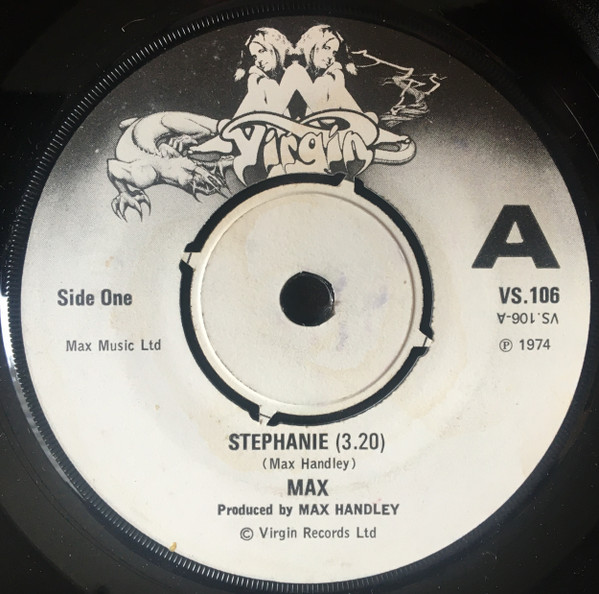 Virgin
A
Side One
VS.106
VS.106-A
Max Music Ltd
℗ 1974
STEPHANIE (3.20)
(Max Handley)
MAX
Produced by MAX HANDLEY
© Virgin Records Ltd